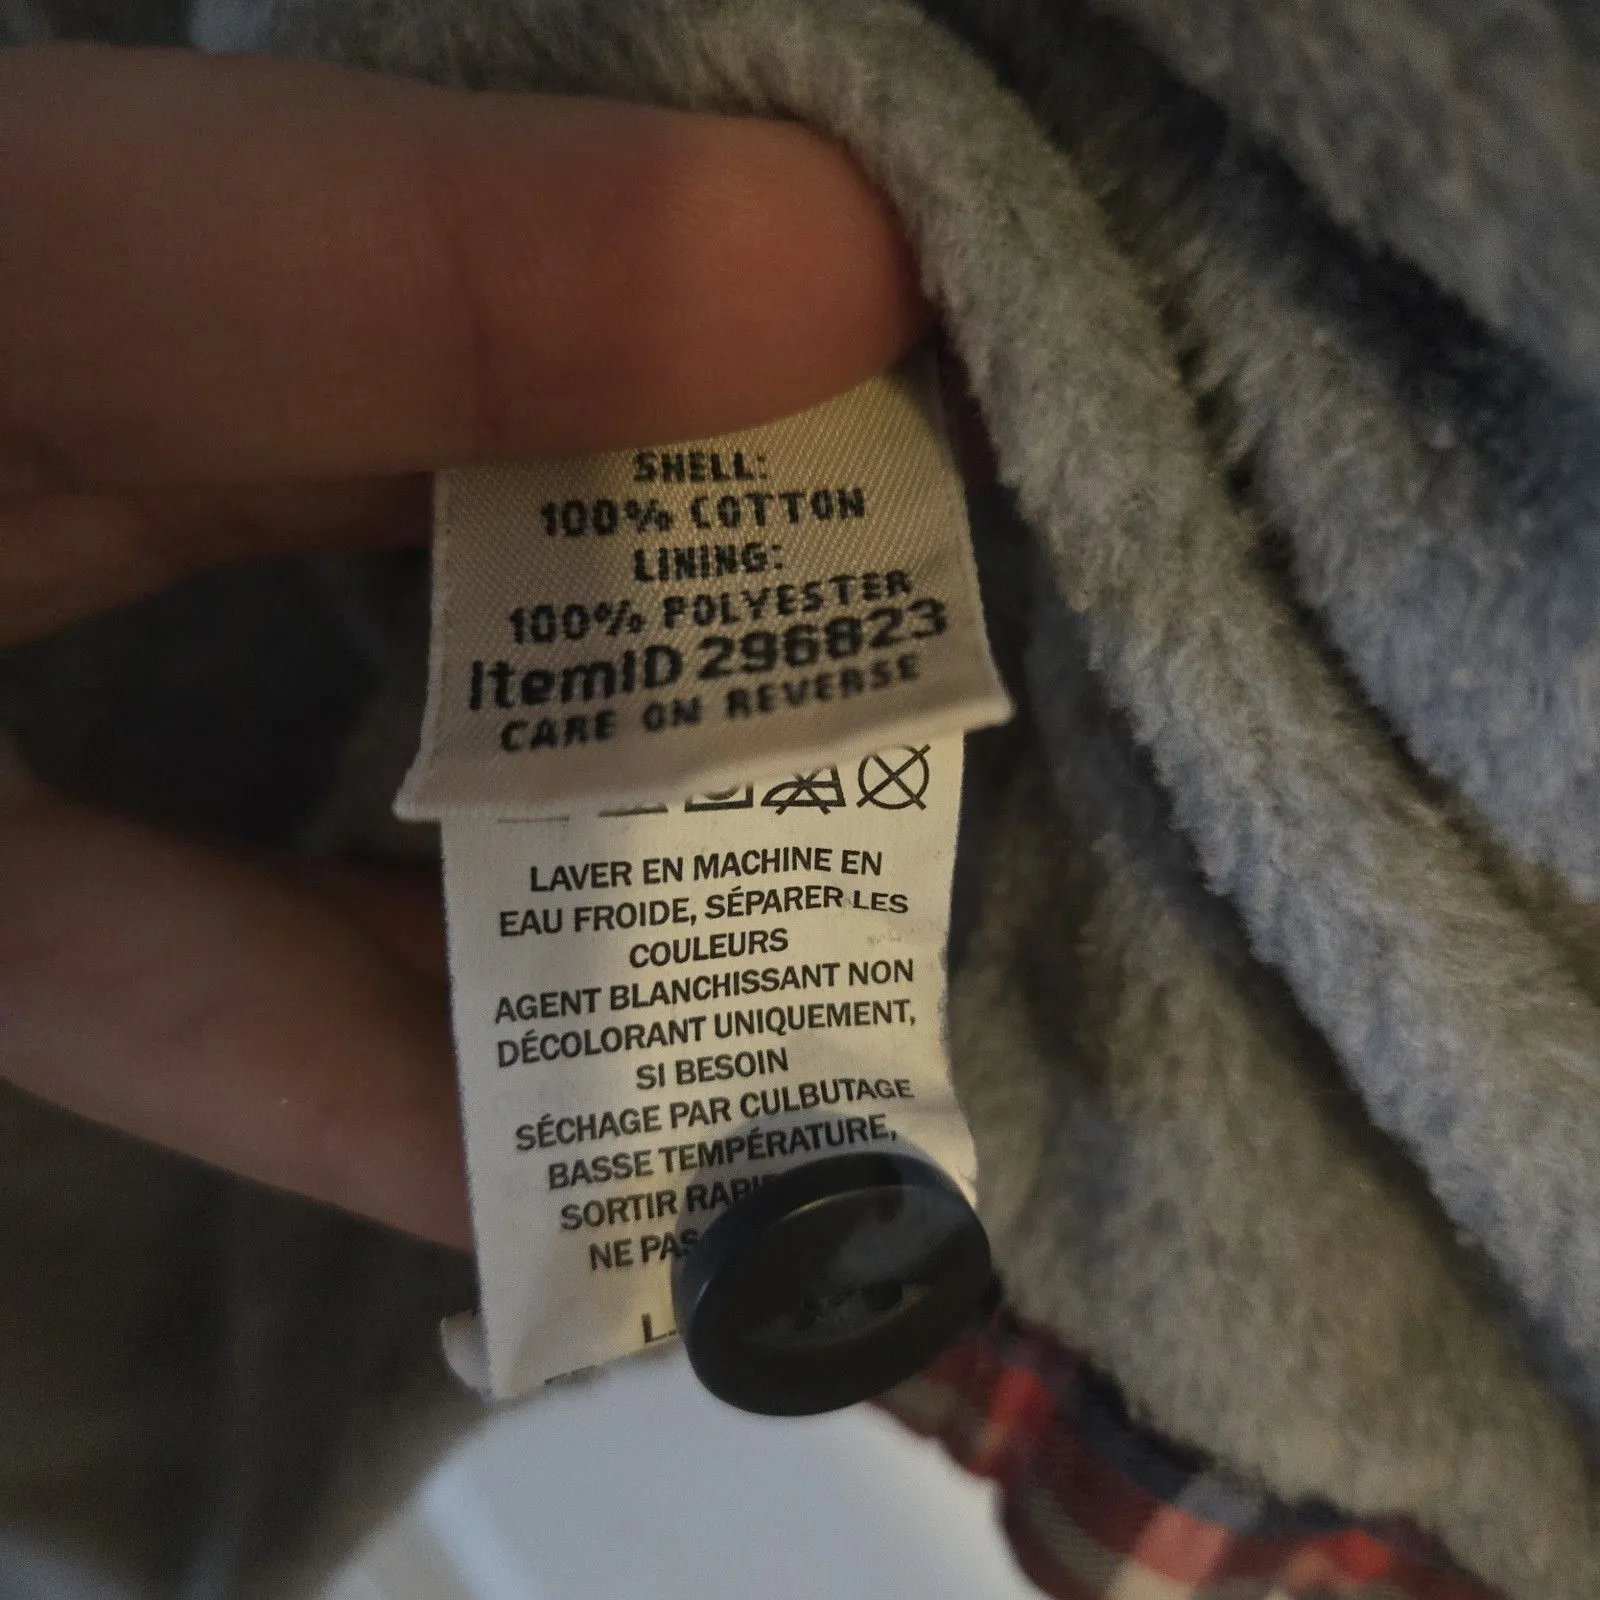 SHELL:
100% COTTON
LINING:
100% POLYESTER
ItemID 296823
CARE ON REVERSE
LAVER EN MACHINE EN
EAU FROIDE, SÉPARER LES
COULEURS
AGENT BLANCHISSANT NON
DÉCOLORANT UNIQUEMENT,
SI BESOIN
SÉCHAGE PAR CULBUTAGE
BASSE TEMPÉRATURE,
SORTIR
NE PAS